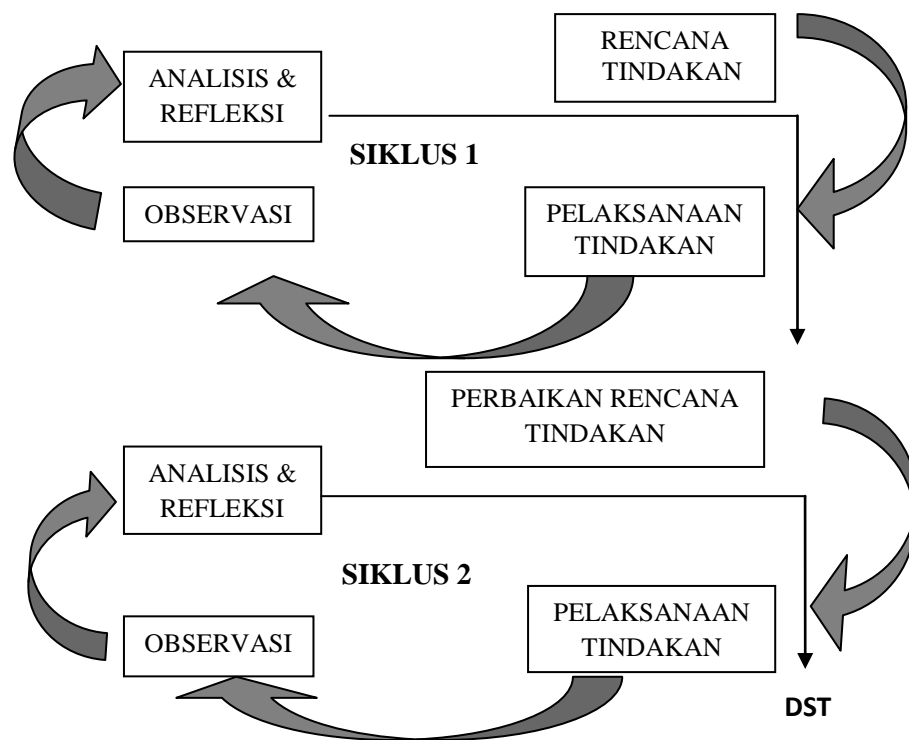 RENCANA
TINDAKAN
ANALISIS &
REFLEKSI
SIKLUS 1
OBSERVASI
PELAKSANAAN
TINDAKAN
PERBAIKAN RENCANA
TINDAKAN
ANALISIS &
REFLEKSI
SIKLUS 2
PELAKSANAAN
TINDAKAN
OBSERVASI
DST